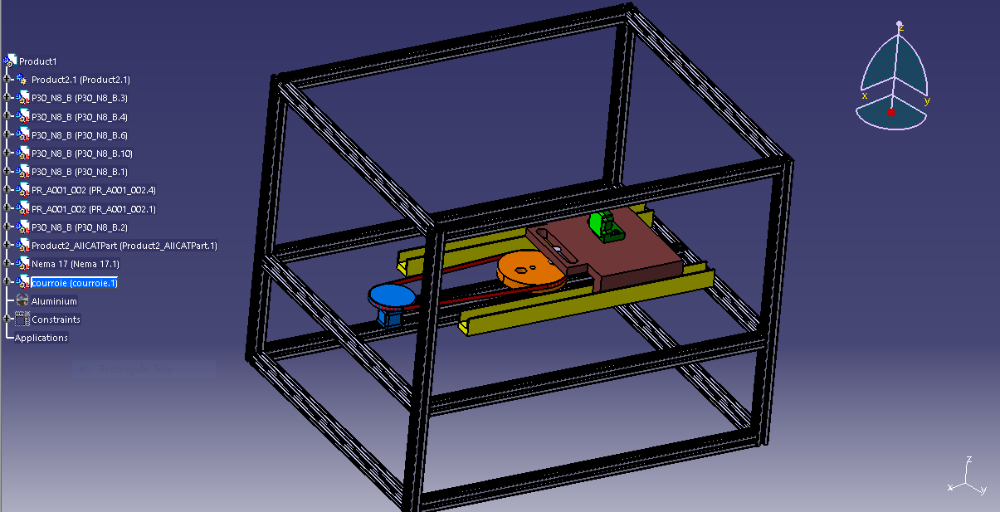 Product1
Product2.1 (Product2.1)
P30_N8_B (P30_N8_B.3)
P30_N8_B (P30_N8_B.4)
P30_N8_B (P30_N8_B.6)
P30_N8_B (P30_N8_B.10)
P30_N8_B (P30_N8_B.1)
PR_A001_002 (PR_A001_002.4)
PR_A001_002 (PR_A001_002.1)
P30_N8_B (P30_N8_B.2)
Product2_AllCATPart (Product2_AllCATPart.1)
Nema 17 (Nema 17.1)
courroie (courroie.1)
Aluminium
Constraints
Applications
z
x
y
z
x
y